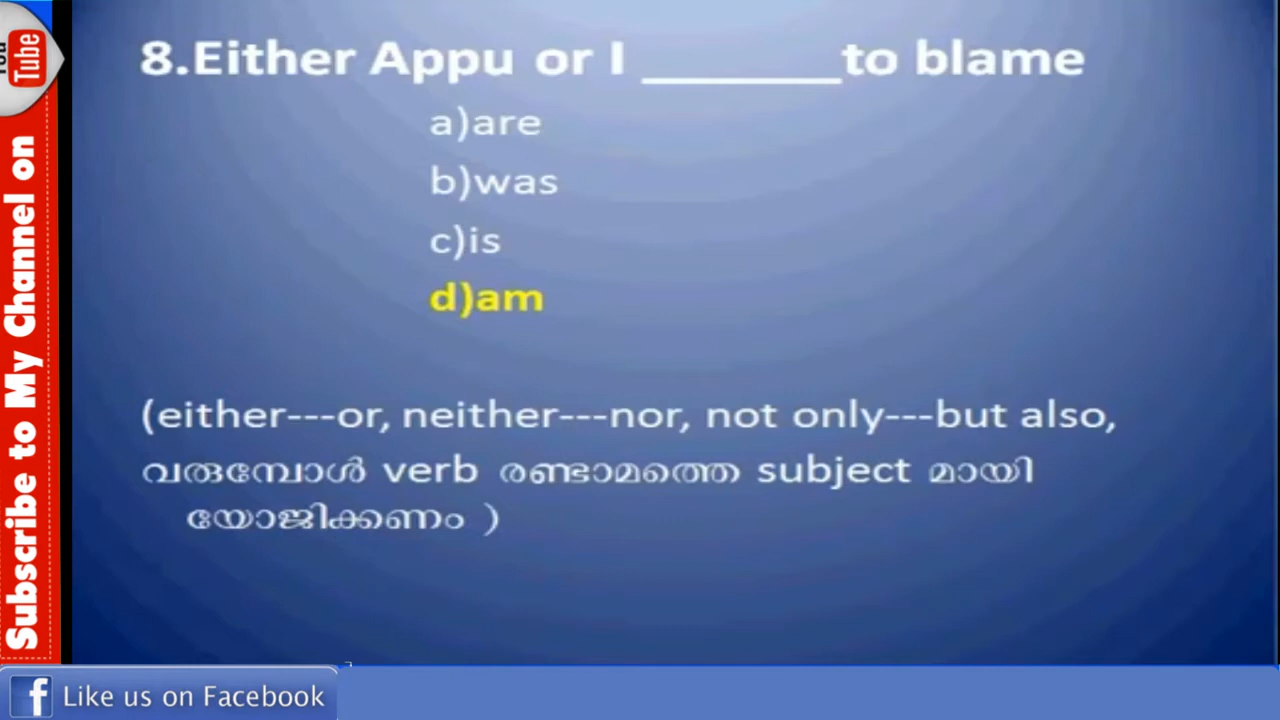 You
Tube
Subscribe to My Channel on
8.Either Appu or I ________to blame
a)are
b)was
c)is
d)am
(either---or, neither---nor, not only---but also,
വരുമ്പോൾ verb രണ്ടാമത്തെ subject മായി
യോജിക്കണം )
f Like us on Facebook